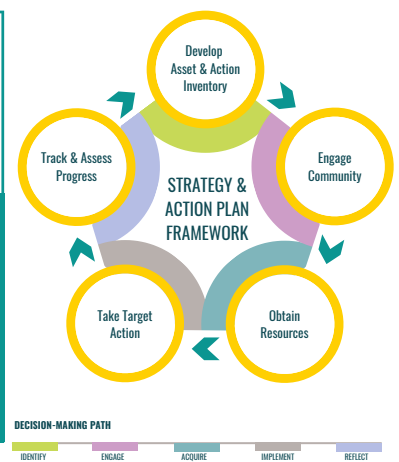 Develop
Asset & Action
Inventory
Engage
Community
Obtain
Resources
Take Target
Action
Track & Assess
Progress
STRATEGY &
ACTION PLAN
FRAMEWORK
DECISION-MAKING PATH
IDENTIFY
ENGAGE
ACQUIRE
IMPLEMENT
REFLECT